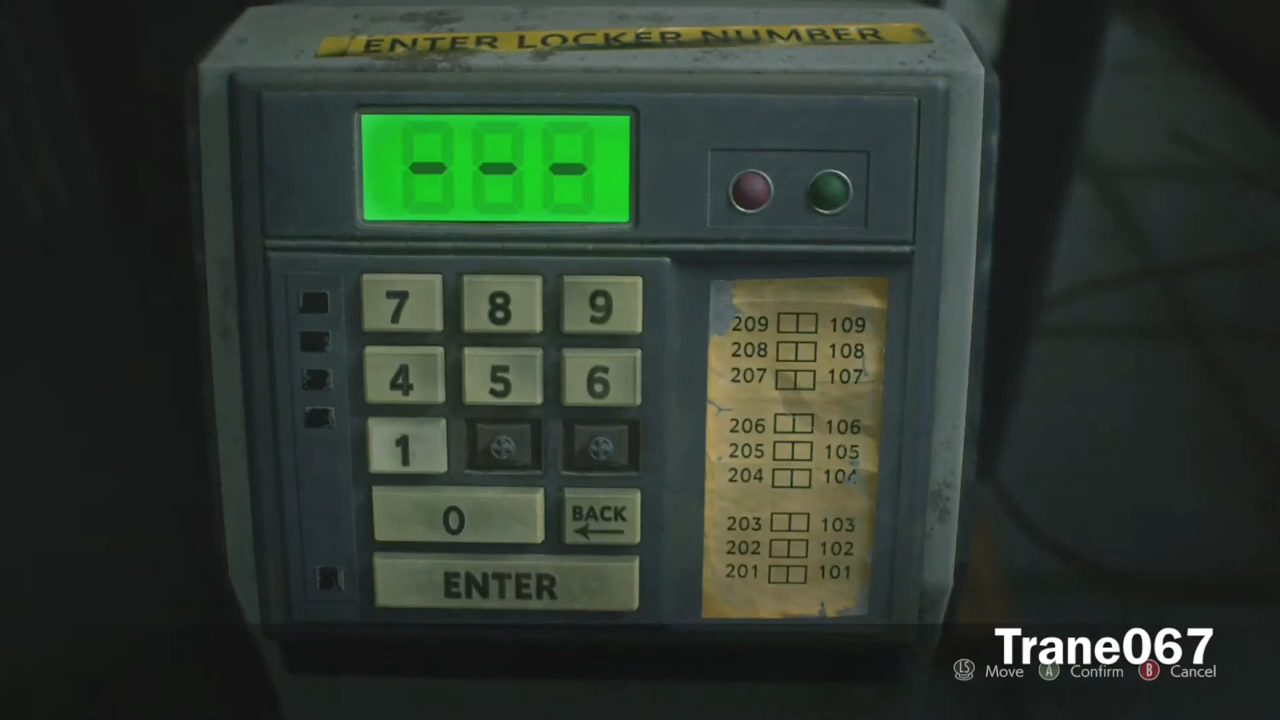 ENTER LOCKER NUMBER
- - -
7 8 9
4 5 6
1
0 BACK
ENTER
209 109
208 108
207 107
206 106
205 105
204 104
203 103
202 102
201 101
Trane067
LS Move A Confirm B Cancel